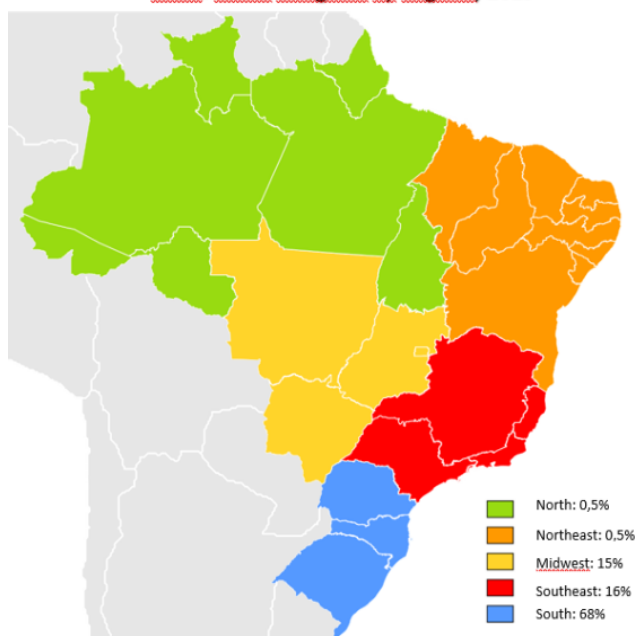 North: 0,5%
Northeast: 0,5%
Midwest: 15%
Southeast: 16%
South: 68%